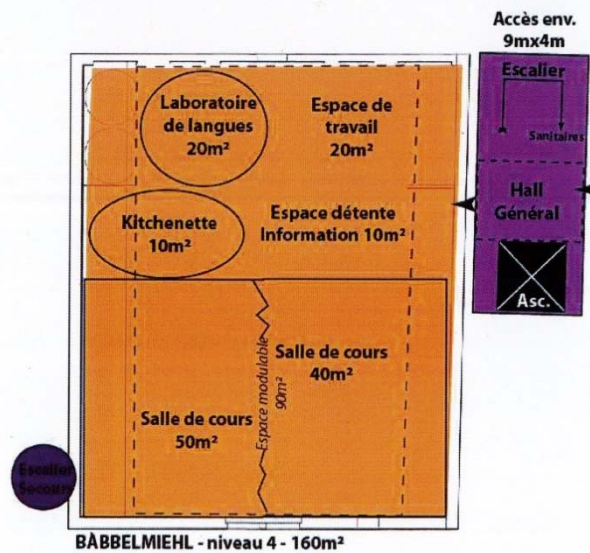 Accès env.
9mx4m
Escalier
Sanitaires
Hall
Général
Asc.
Laboratoire
de langues
20m²
Espace de
travail
20m²
Kitchenette
10m²
Espace détente
Information 10m²
Salle de cours
40m²
Espace modulable
90m²
Salle de cours
50m²
Escalier
Secours
BÀBBELMIEHL - niveau 4 - 160m²